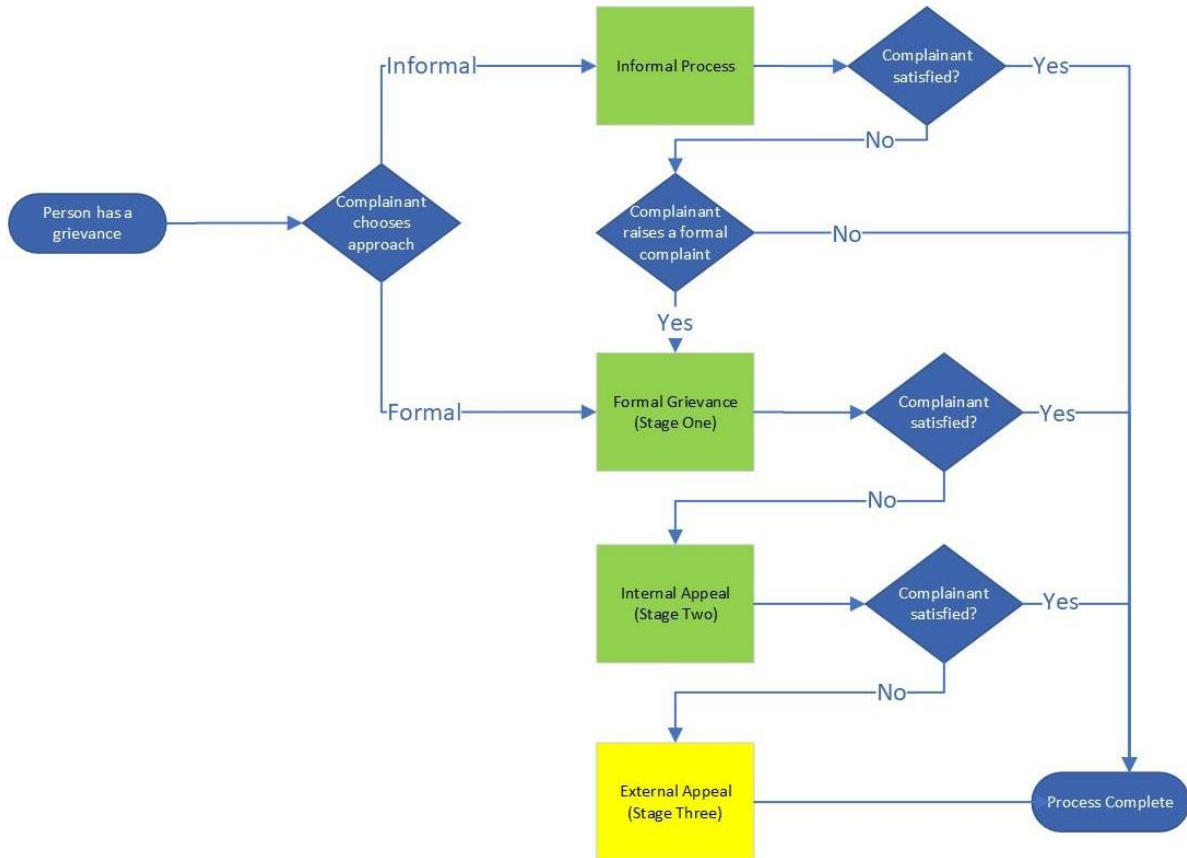 Informal
Informal Process
Complainant
satisfied?
Yes
No
Person has a
grievance
Complainant
chooses
approach
Complainant
raises a formal
complaint
No
Yes
Formal
Formal Grievance
(Stage One)
Complainant
satisfied?
Yes
No
Internal Appeal
(Stage Two)
Complainant
satisfied?
Yes
No
External Appeal
(Stage Three)
Process Complete